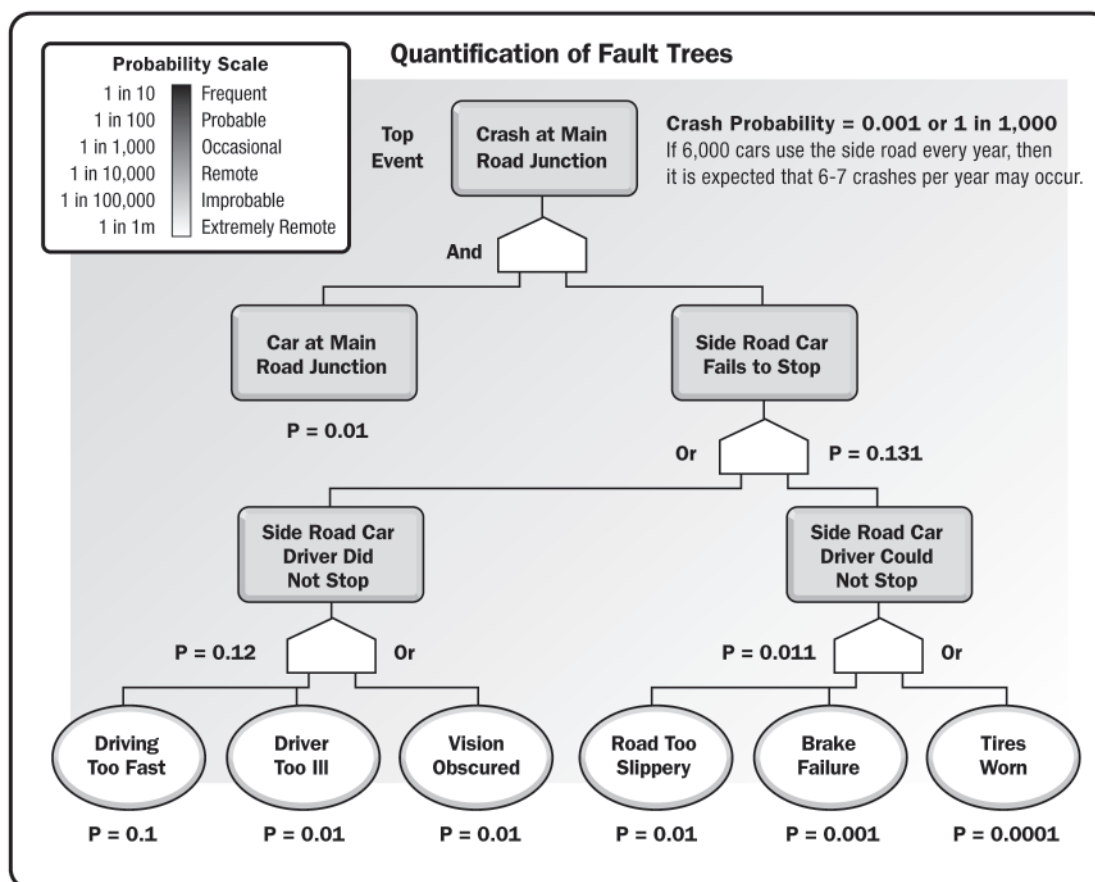 Quantification of Fault Trees
Probability Scale
1 in 10 Frequent
1 in 100 Probable
1 in 1,000 Occasional
1 in 10,000 Remote
1 in 100,000 Improbable
1 in 1m Extremely Remote
Top
Event
Crash at Main
Road Junction
Crash Probability = 0.001 or 1 in 1,000
If 6,000 cars use the side road every year, then
it is expected that 6-7 crashes per year may occur.
And
Car at Main
Road Junction
P = 0.01
Side Road Car
Fails to Stop
Or
P = 0.131
Side Road Car
Driver Did
Not Stop
P = 0.12
Or
Side Road Car
Driver Could
Not Stop
P = 0.011
Or
Driving
Too Fast
P = 0.1
Driver
Too Ill
P = 0.01
Vision
Obscured
P = 0.01
Road Too
Slippery
P = 0.01
Brake
Failure
P = 0.001
Tires
Worn
P = 0.0001